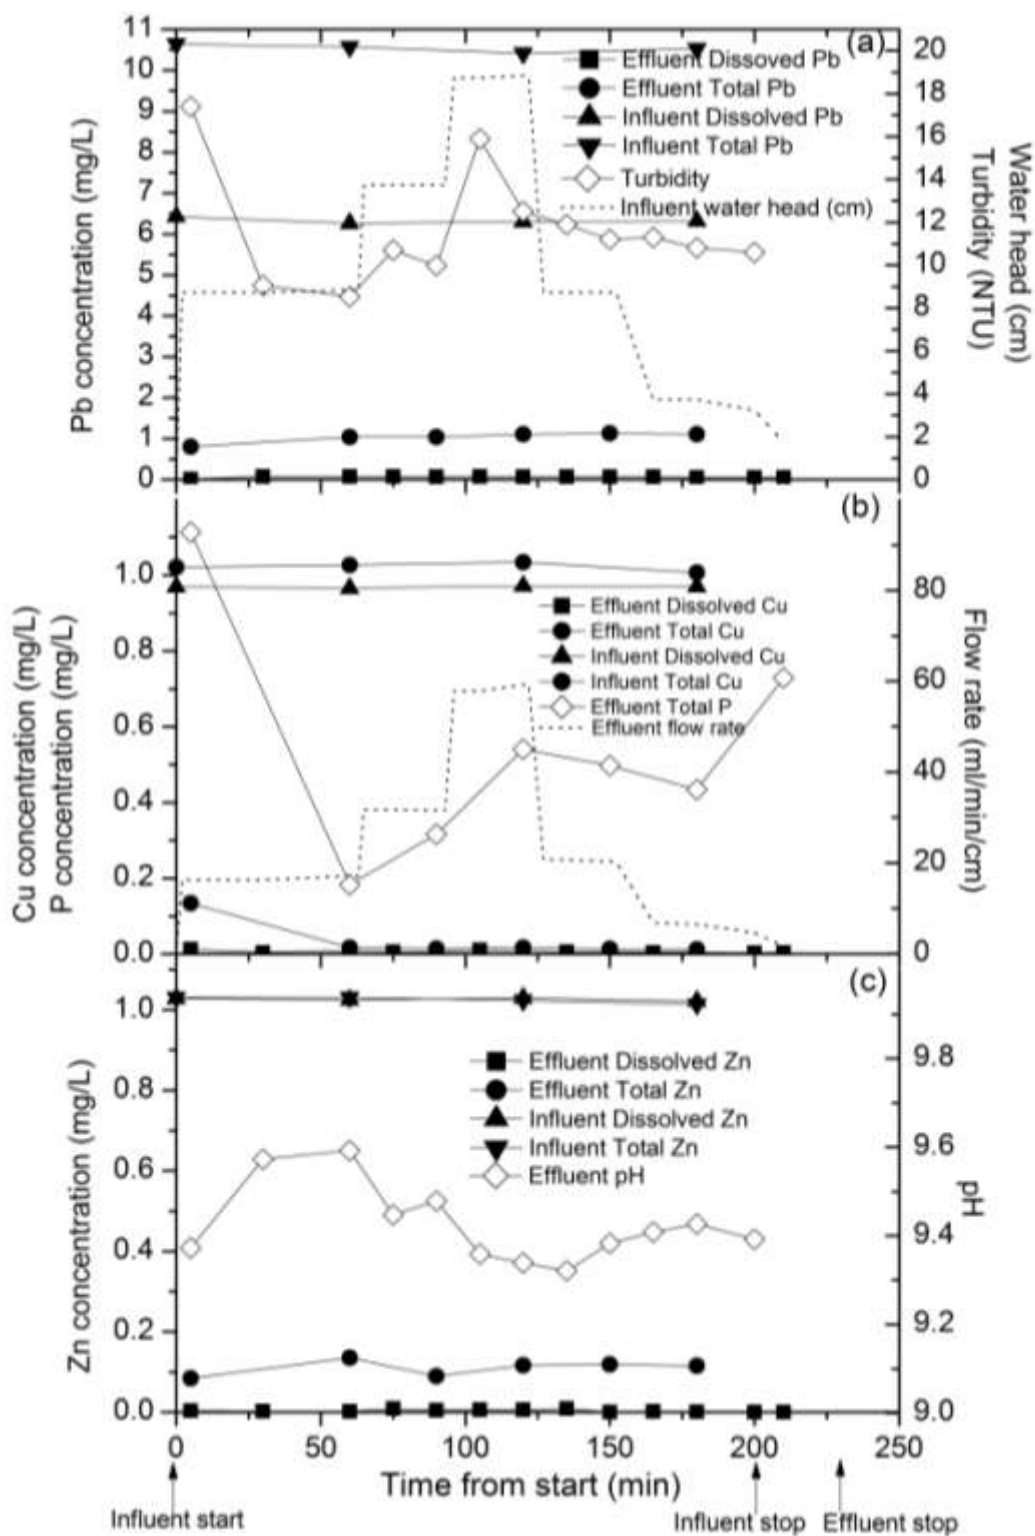 (a)
11
10
9
8
7
6
5
4
3
2
1
0
Pb concentration (mg/L)
Effluent Dissoved Pb
Effluent Total Pb
Influent Dissolved Pb
Influent Total Pb
Turbidity
Influent water head (cm)
20
18
16
14
12
10
8
6
4
2
0
Water head (cm)
Turbidity (NTU)
(b)
1.0
0.8
0.6
0.4
0.2
0.0
Cu concentration (mg/L)
P concentration (mg/L)
Effluent Dissolved Cu
Effluent Total Cu
Influent Dissolved Cu
Influent Total Cu
Effluent Total P
Effluent flow rate
80
60
40
20
0
Flow rate (ml/min/cm)
(c)
1.0
0.8
0.6
0.4
0.2
0.0
Zn concentration (mg/L)
Effluent Dissolved Zn
Effluent Total Zn
Influent Dissolved Zn
Influent Total Zn
Effluent pH
9.8
9.6
9.4
9.2
9.0
pH
0 50 100 150 200 250
Time from start (min)
Influent start Influent stop Effluent stop